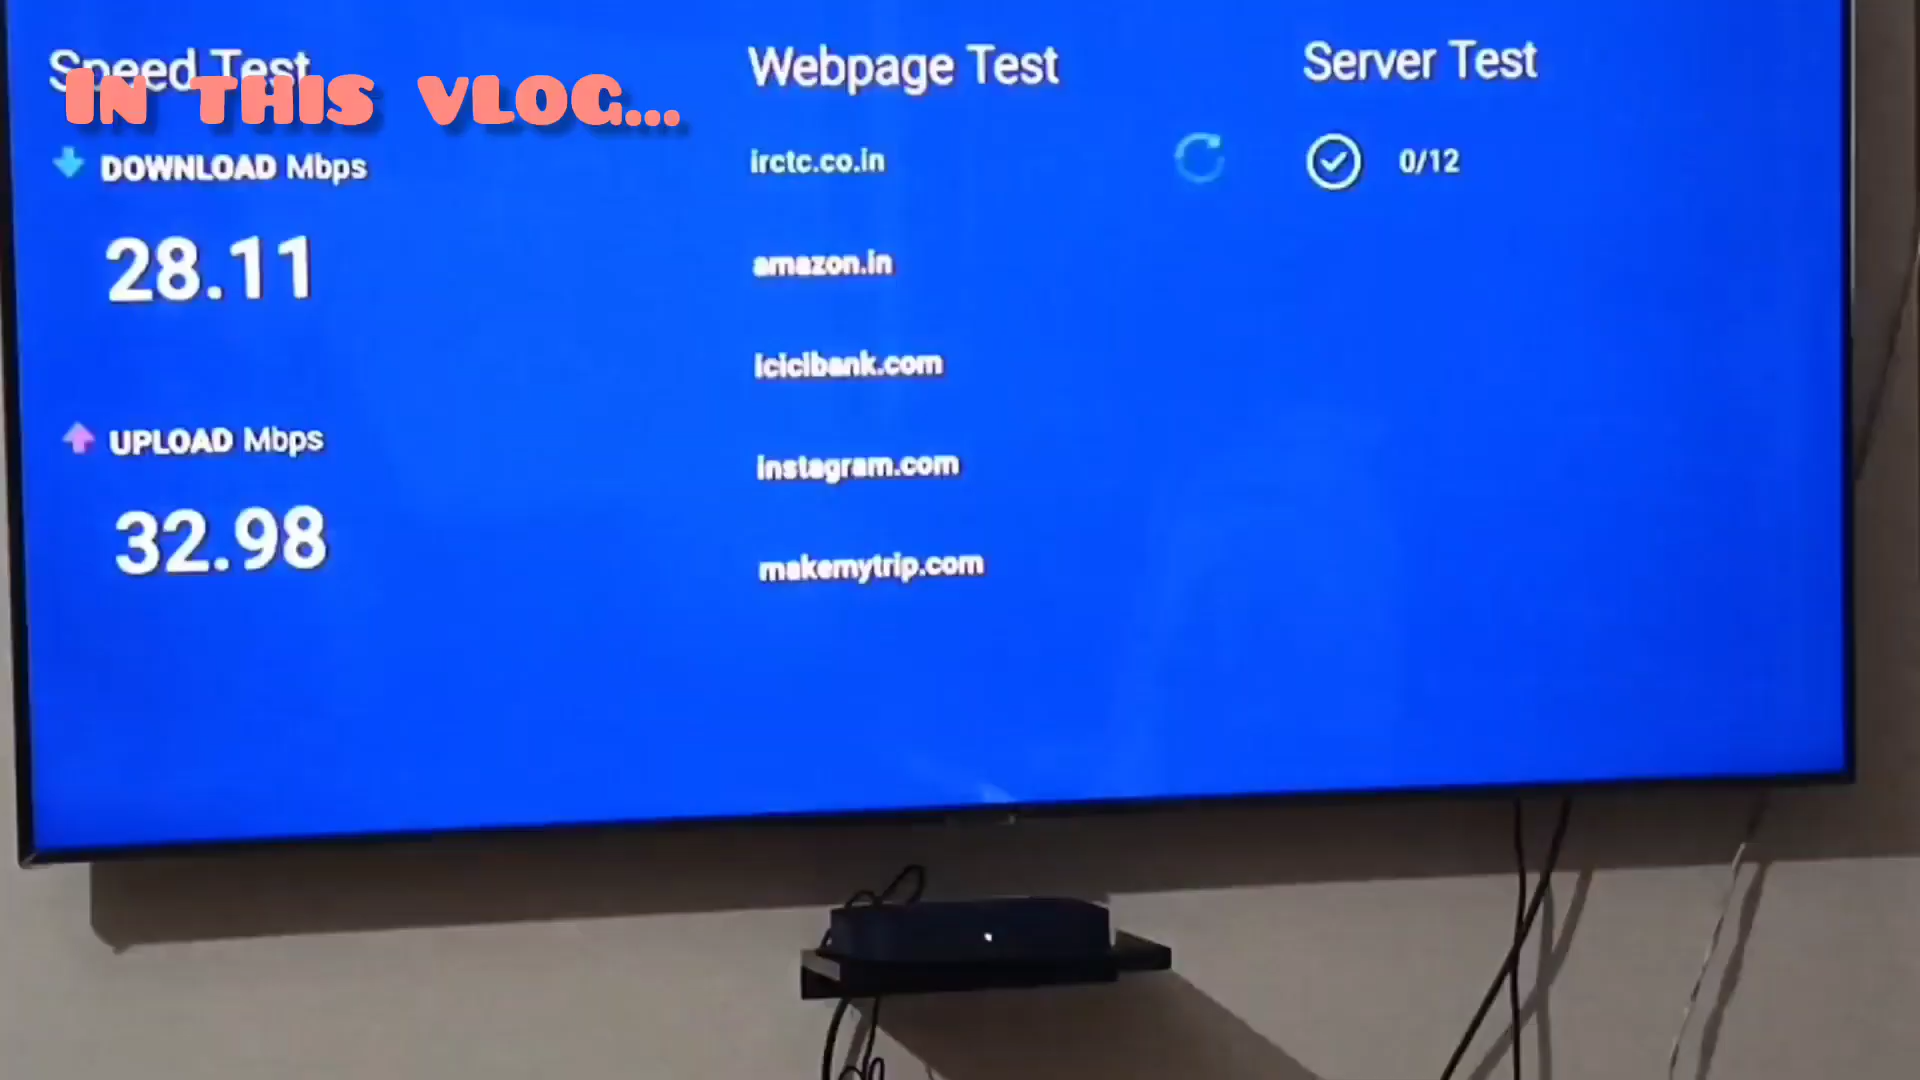 Speed Test
IN THIS VLOG...
DOWNLOAD Mbps
28.11
UPLOAD Mbps
32.98
Webpage Test
irctc.co.in
amazon.in
icicibank.com
instagram.com
makemytrip.com
Server Test
0/12